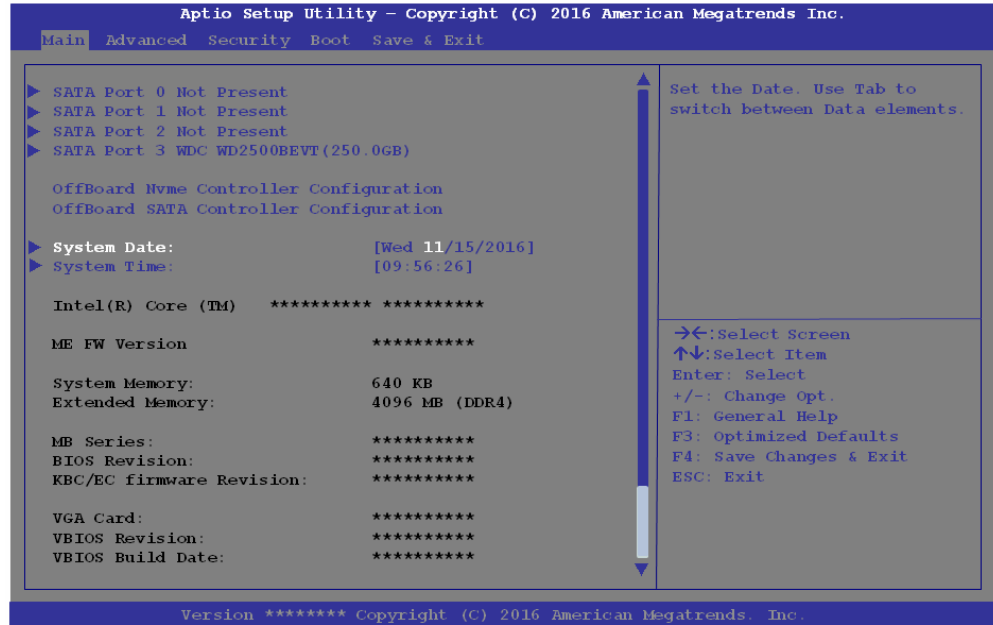 Aptio Setup Utility – Copyright (C) 2016 American Megatrends Inc.
Main Advanced Security Boot Save & Exit
SATA Port 0 Not Present
SATA Port 1 Not Present
SATA Port 2 Not Present
SATA Port 3 WDC WD2500BEVT(250.0GB)
OffBoard Nvme Controller Configuration
OffBoard SATA Controller Configuration
System Date: [Wed 11/15/2016]
System Time: [09:56:26]
Intel(R) Core (TM) ********** **********
ME FW Version **********
System Memory: 640 KB
Extended Memory: 4096 MB (DDR4)
MB Series: **********
BIOS Revision: **********
KBC/EC firmware Revision: **********
VGA Card: **********
VBIOS Revision: **********
VBIOS Build Date: **********
Set the Date. Use Tab to
switch between Data elements.
→←:Select Screen
↑↓:Select Item
Enter: Select
+/-: Change Opt.
F1: General Help
F3: Optimized Defaults
F4: Save Changes & Exit
ESC: Exit
Version ******** Copyright (C) 2016 American Megatrends. Inc.